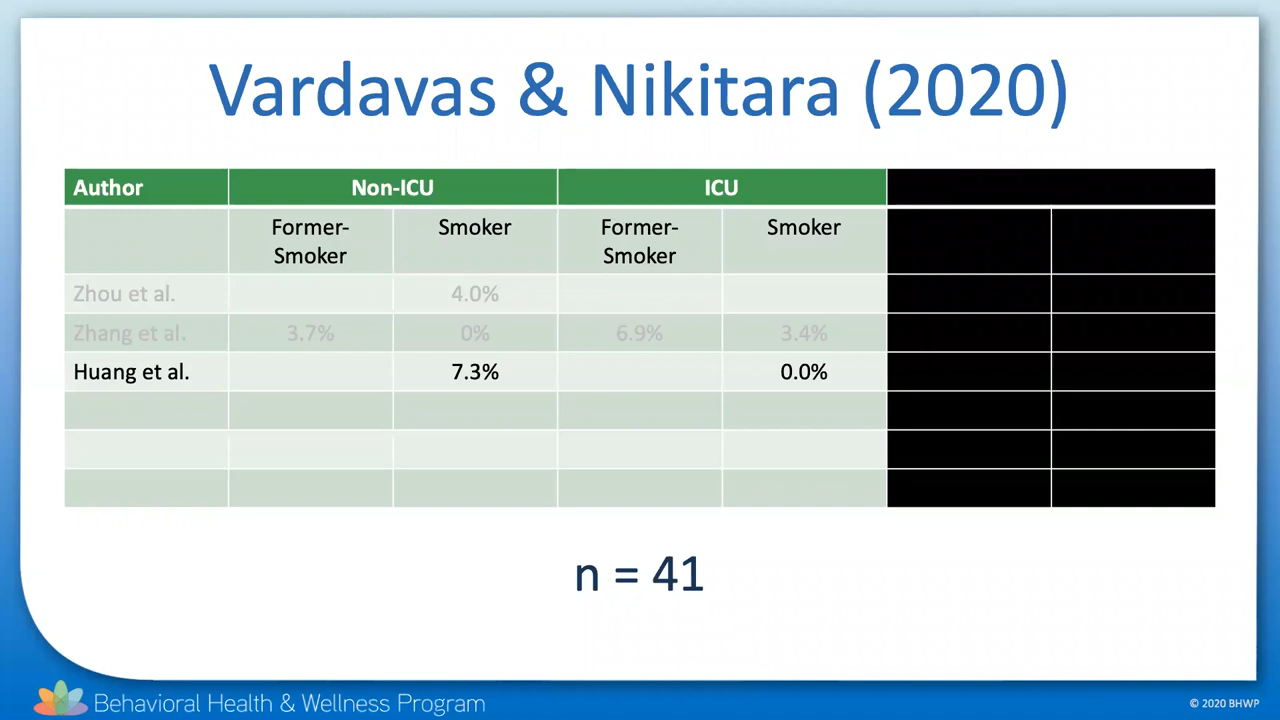 Vardavas & Nikitara (2020)
Author Non-ICU ICU
Former-Smoker Smoker Former-Smoker Smoker
Zhou et al. 4.0%
Zhang et al. 3.7% 0% 6.9% 3.4%
Huang et al. 7.3% 0.0%
n = 41
Behavioral Health & Wellness Program
© 2020 BHWP